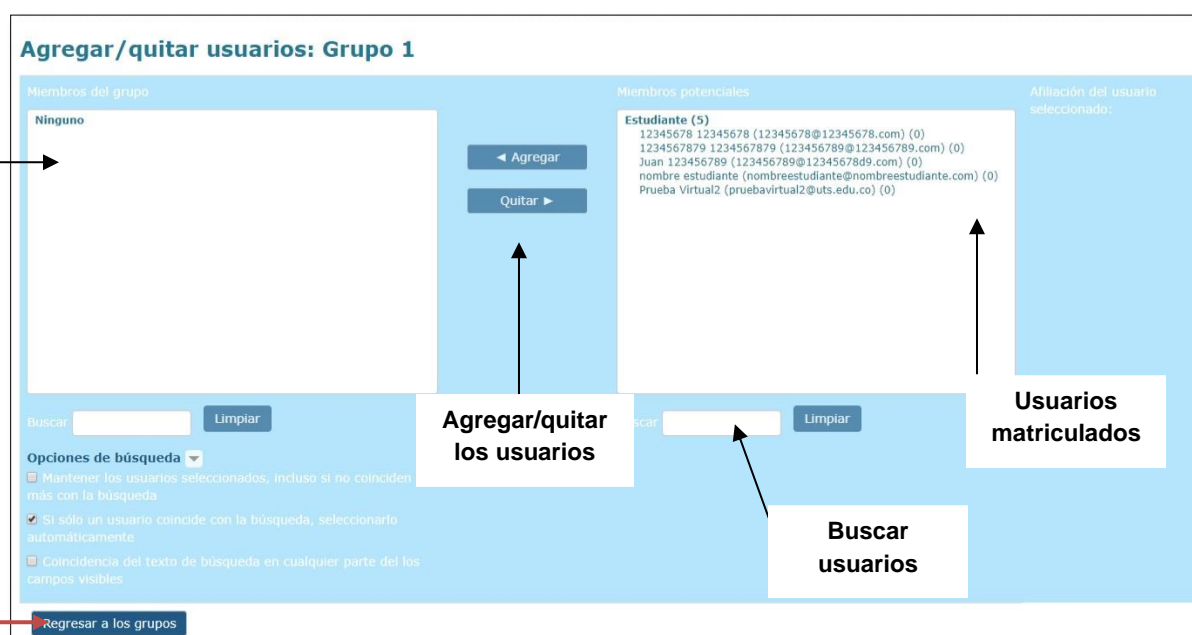 Agregar/quitar usuarios: Grupo 1
Miembros del grupo
Ninguno
◄ Agregar
Quitar ►
Miembros potenciales
Estudiante (5)
12345678 12345678 (12345678@12345678.com) (0)
1234567879 1234567879 (123456789@123456789.com) (0)
Juan 123456789 (123456789@12345678d9.com) (0)
nombre estudiante (nombreestudiante@nombreestudiante.com) (0)
Prueba Virtual2 (pruebavirtual2@uts.edu.co) (0)
Afiliación del usuario
seleccionado:
Buscar
Limpiar
Agregar/quitar
los usuarios
scar
Limpiar
Usuarios
matriculados
Opciones de búsqueda
Mantener los usuarios seleccionados, incluso si no coinciden
más con la búsqueda
Si sólo un usuario coincide con la búsqueda, seleccionarlo
automáticamente
Coincidencia del texto de búsqueda en cualquier parte del los
campos visibles
Buscar
usuarios
Regresar a los grupos